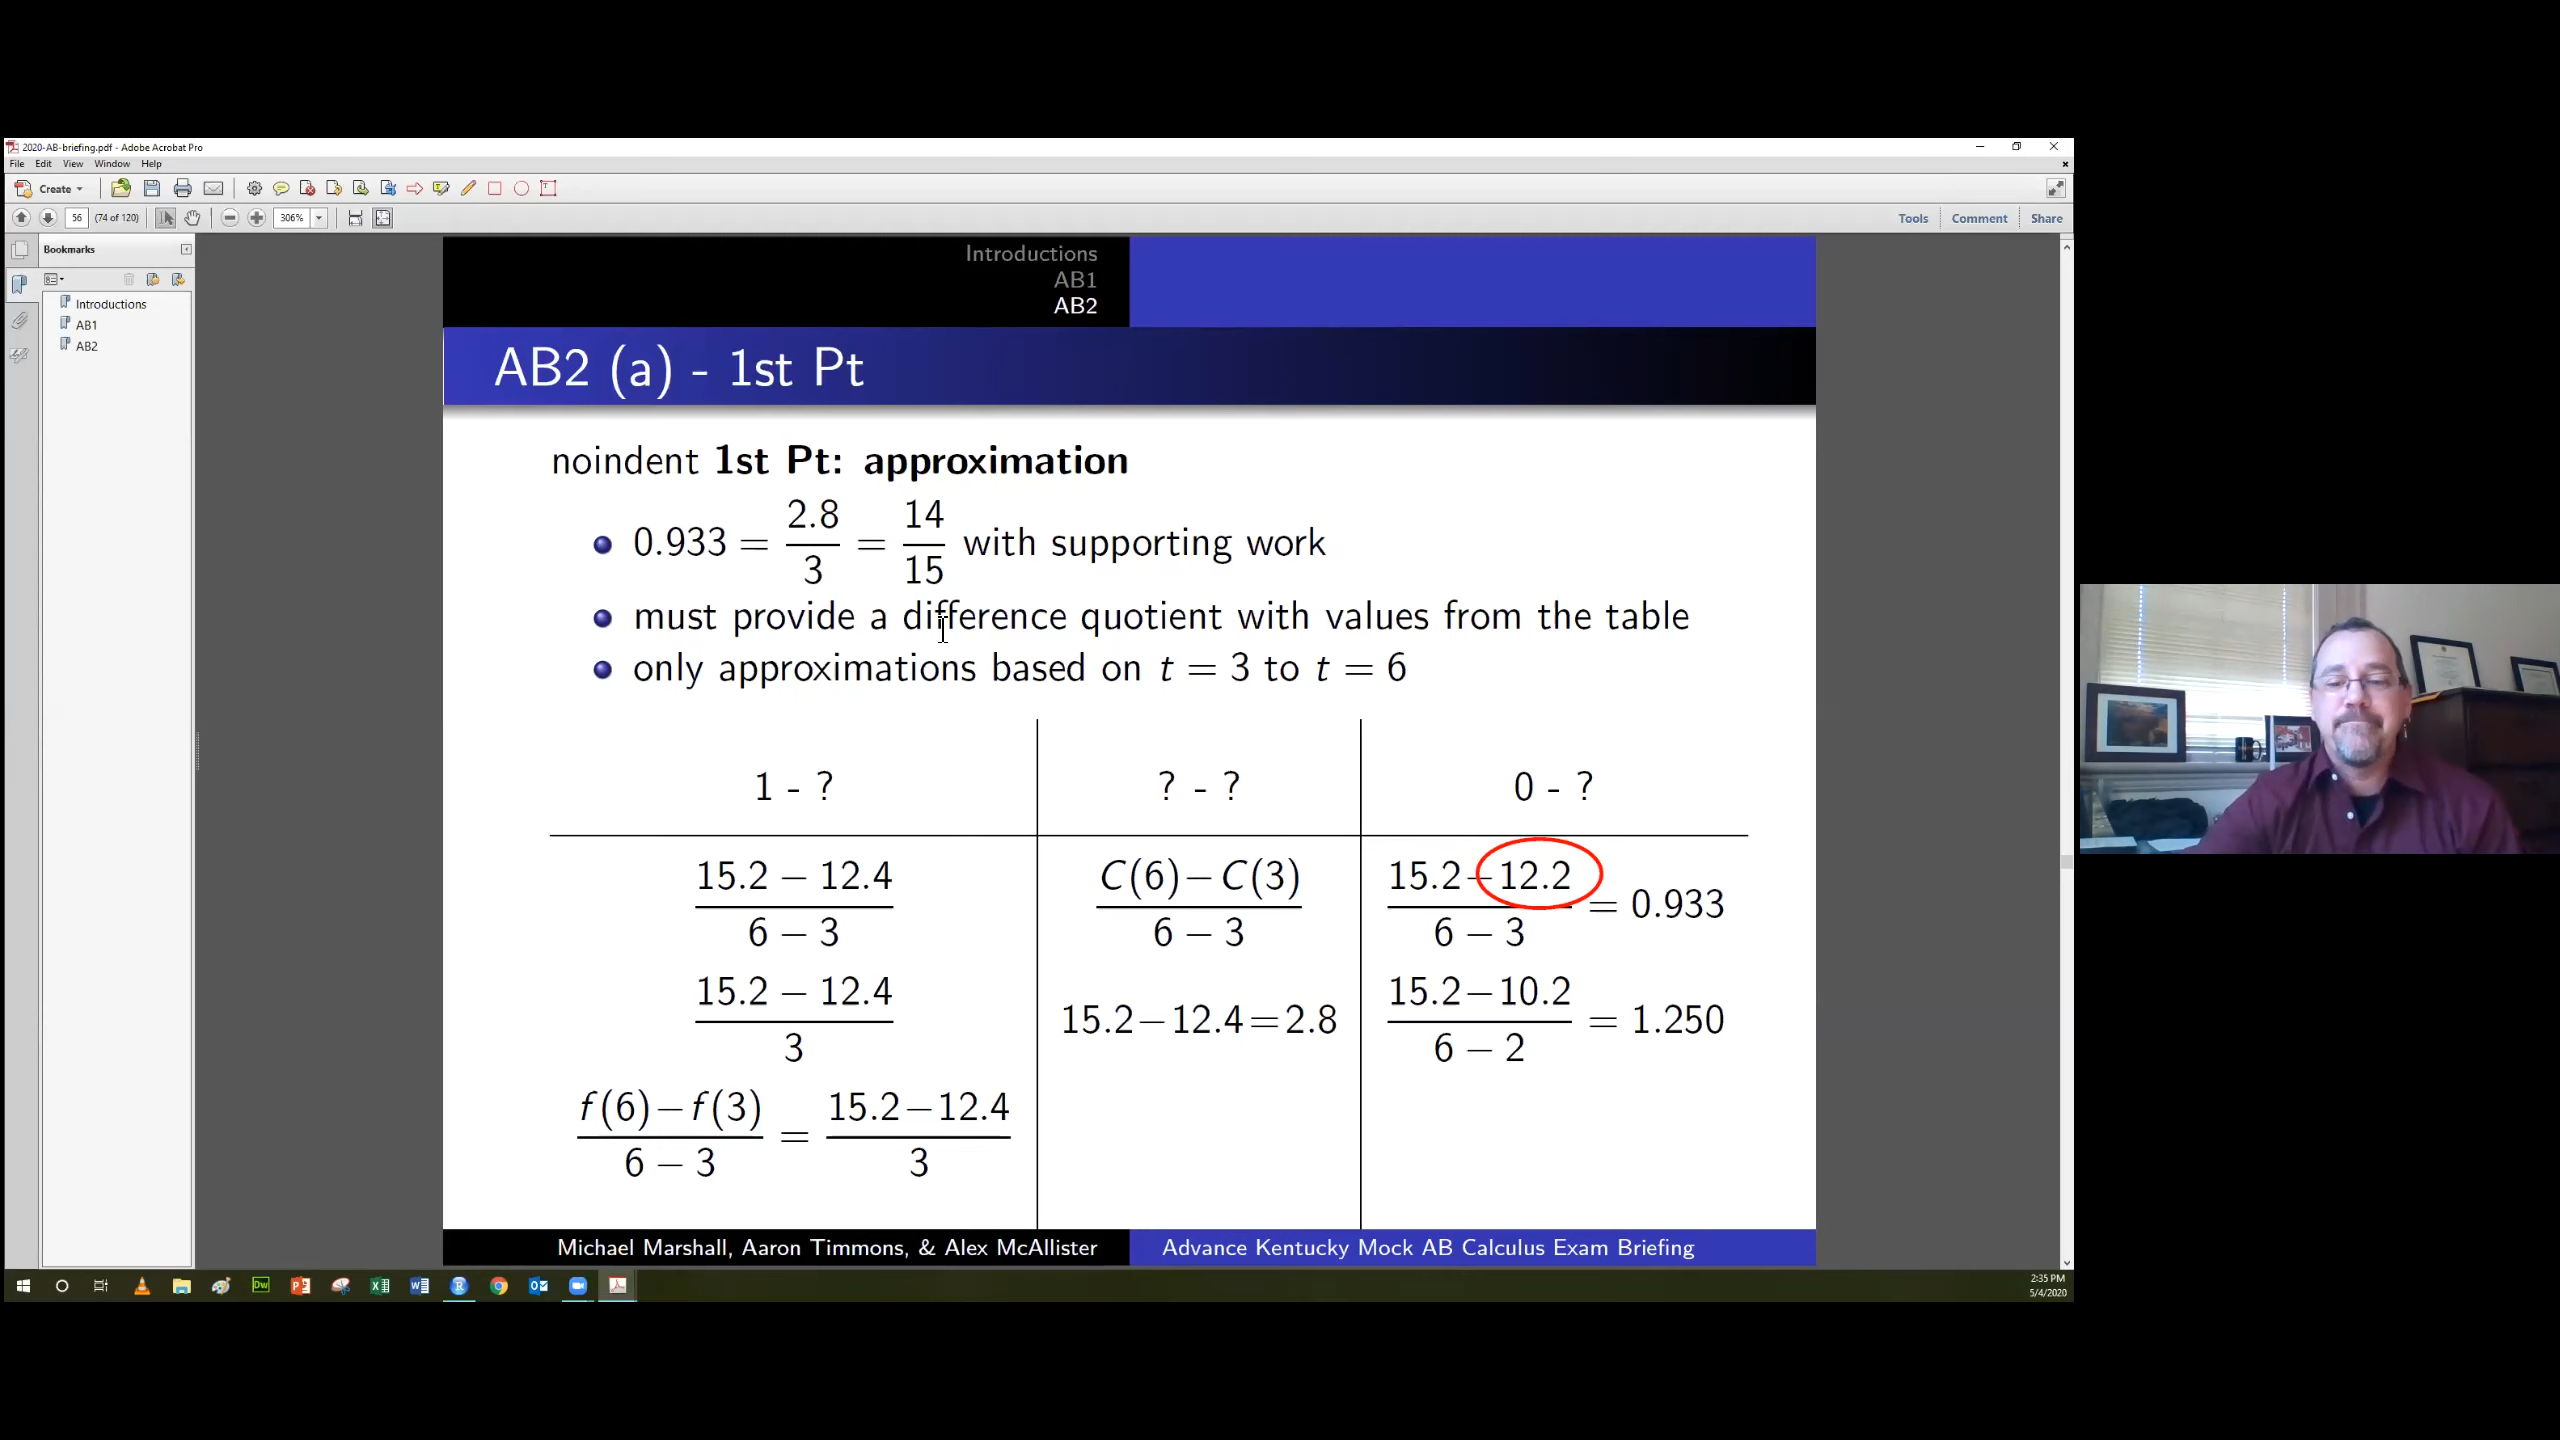 2020-AB-briefing.pdf - Adobe Acrobat Pro
File Edit View Window Help
Create
56 (74 of 120) 306% Tools Comment Share
Bookmarks
Introductions
AB1
AB2
Introductions
AB1
AB2
AB2 (a) - 1st Pt
noindent 1st Pt: approximation
0.933 = 2.8/3 = 14/15 with supporting work
must provide a difference quotient with values from the table
only approximations based on t = 3 to t = 6
1 - ? ? - ? 0 - ?
15.2 − 12.4 / 6 − 3 C(6) − C(3) / 6 − 3 15.2 − 12.2 / 6 − 3 = 0.933
15.2 − 12.4 / 3 15.2−12.4=2.8 15.2−10.2 / 6 − 2 = 1.250
f(6)−f(3) / 6 − 3 = 15.2−12.4 / 3
Michael Marshall, Aaron Timmons, & Alex McAllister Advance Kentucky Mock AB Calculus Exam Briefing
2:35 PM
5/4/2020